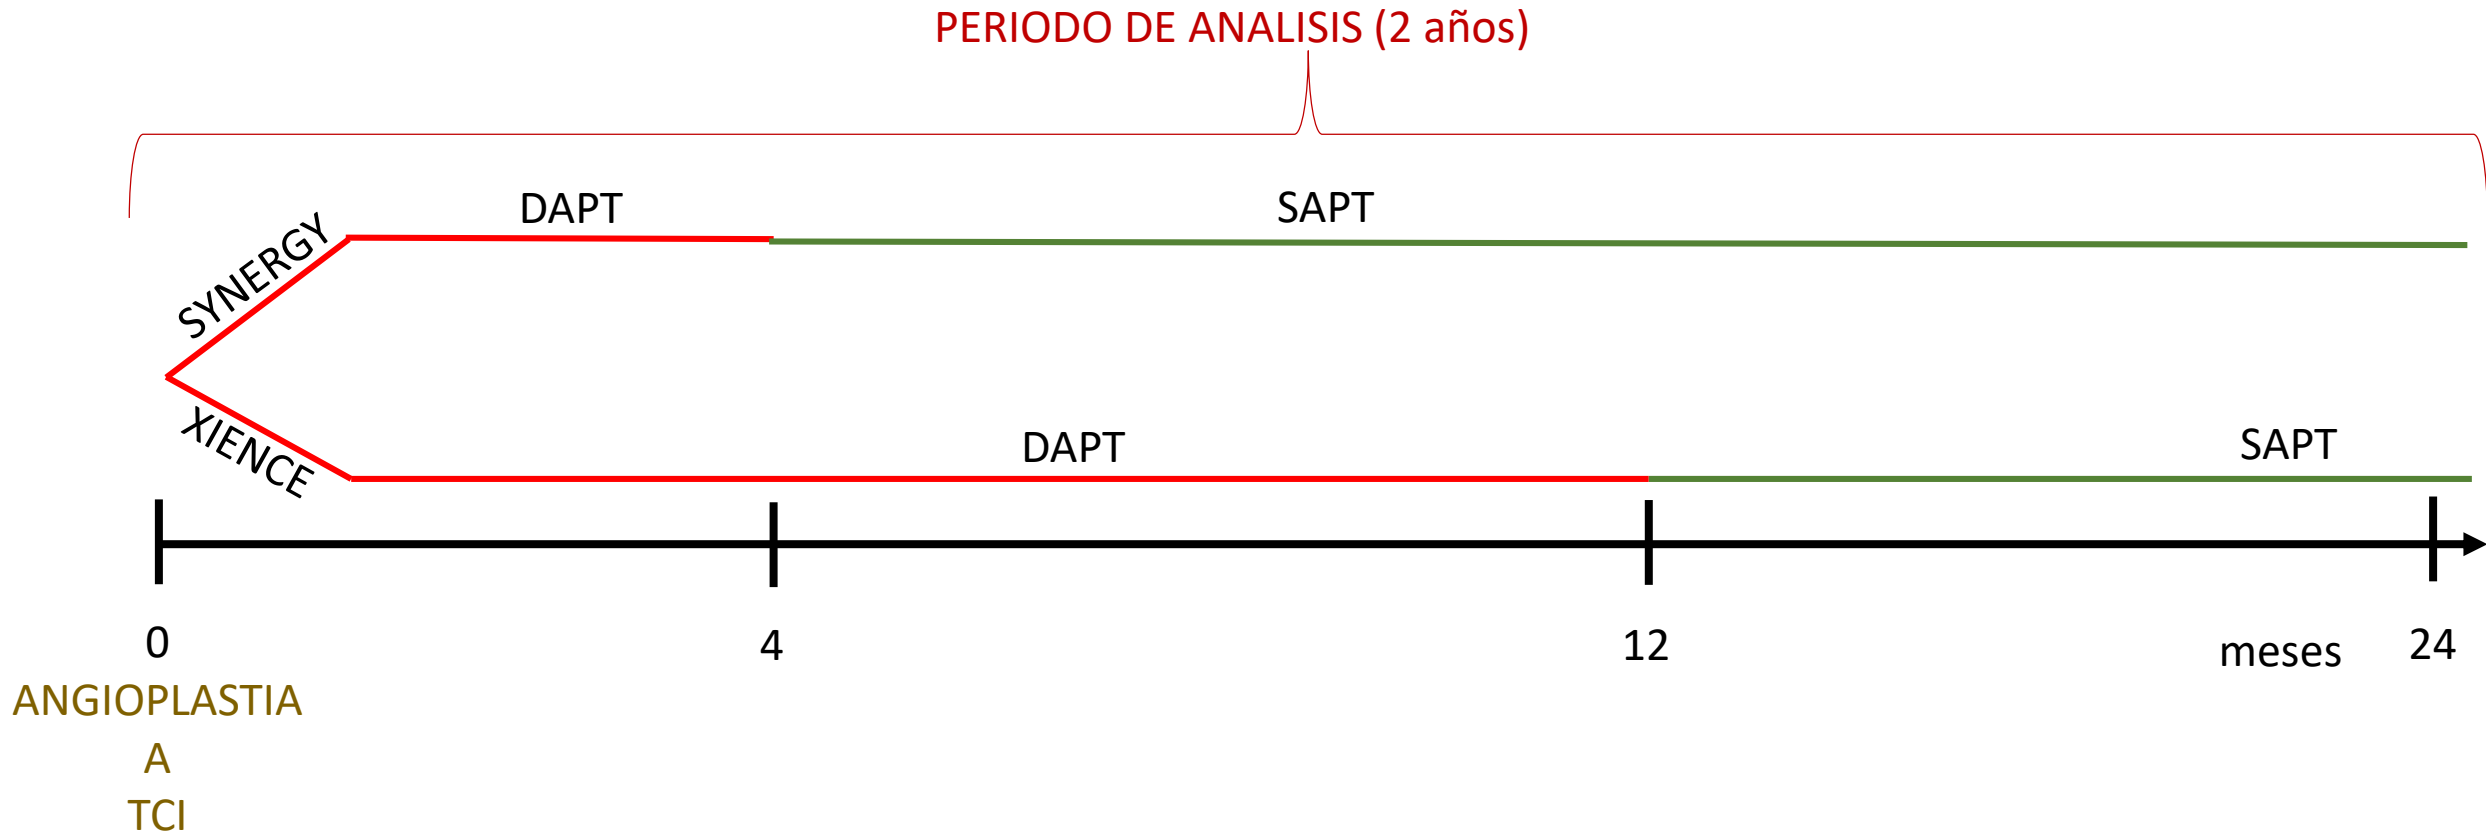 PERIODO DE ANALISIS (2 años)
DAPT
SAPT
SYNERGY
XIENCE
DAPT
SAPT
0
4
12
meses
24
ANGIOPLASTIA
A
TCI